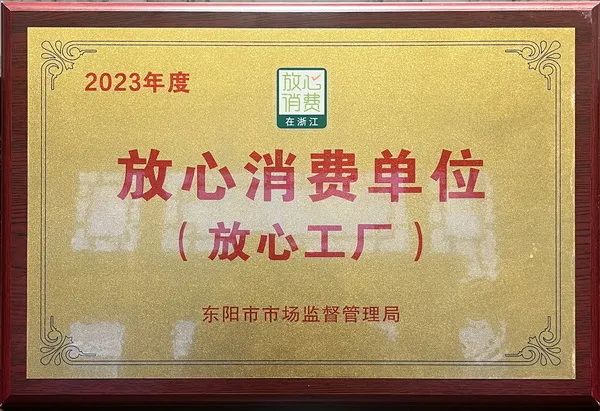 2023年度
放心
消费
在浙江
放心消费单位
（放心工厂）
东阳市市场监督管理局